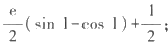 e/2 (sin 1-cos 1)+1/2;